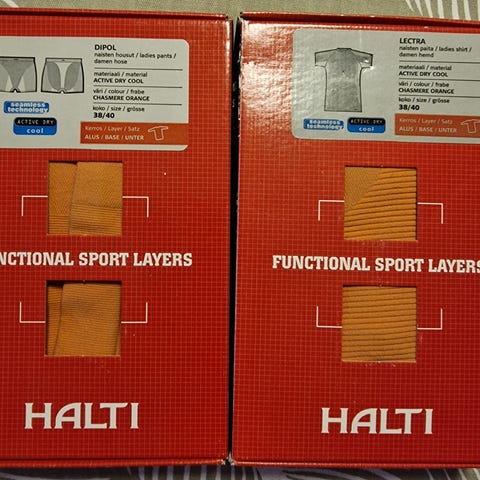 DIPOL
naisten housut / ladies pants /
damen hose
materiaali / material
ACTIVE DRY COOL
väri / colour / frabe
CHASMERE ORANGE
koko / size / grösse
38/40
seamless
technology
ACTIVE DRY
cool
Kerros / Layer / Satz
ALUS / BASE / UNTER
NCTIONAL SPORT LAYERS
HALTI
LECTRA
naisten paita / ladies shirt /
damen hemd
materiaali / material
ACTIVE DRY COOL
väri / colour / frabe
CHASMERE ORANGE
koko / size / grösse
38/40
seamless
technology
ACTIVE DRY
cool
Kerros / Layer / Satz
ALUS / BASE / UNTER
FUNCTIONAL SPORT LAYERS
HALTI